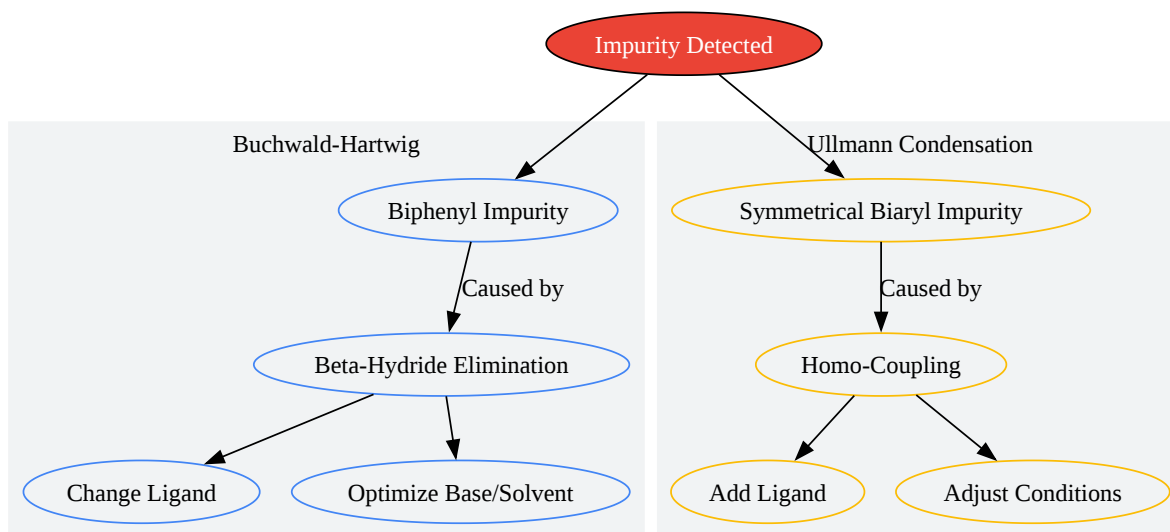 Impurity Detected
Buchwald-Hartwig
Ullmann Condensation
Biphenyl Impurity
Symmetrical Biaryl Impurity
Caused by
Caused by
Beta-Hydride Elimination
Homo-Coupling
Change Ligand
Optimize Base/Solvent
Add Ligand
Adjust Conditions